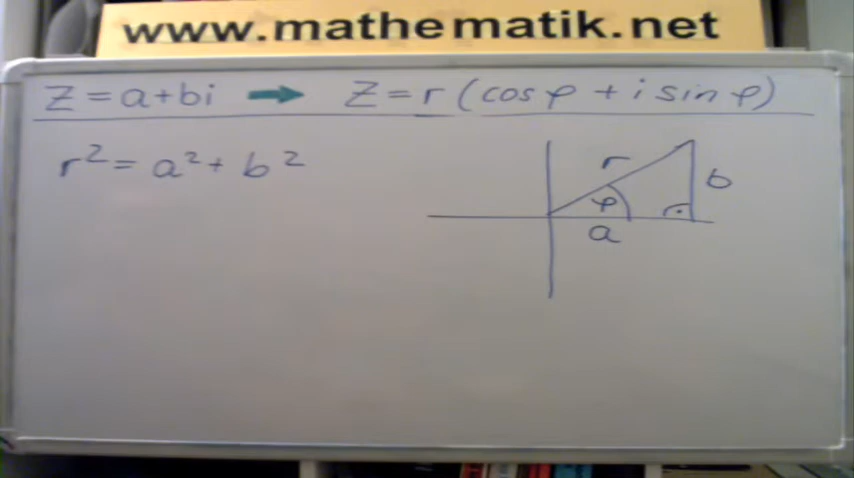 www.mathematik.net
z = a+bi → z = r (cos φ + i sin φ)
r² = a² + b²
r
b
φ
a